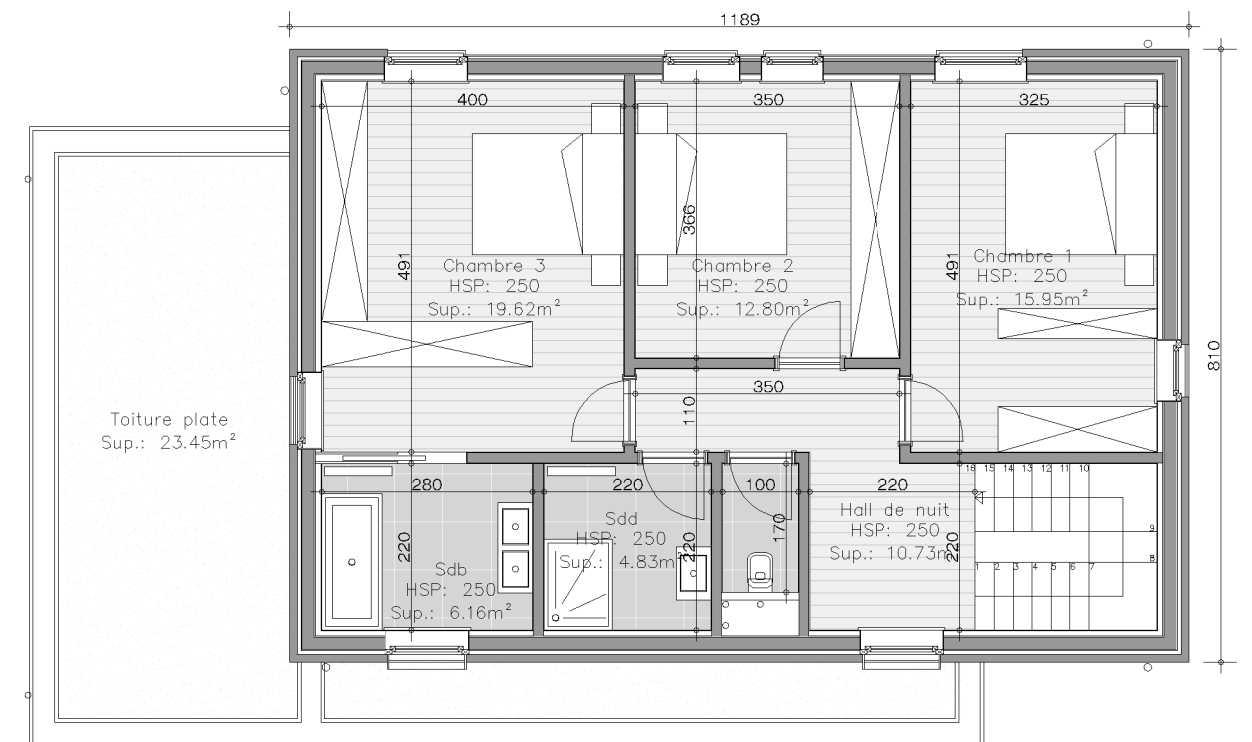 1189
400
350
325
366
491
491
Chambre 3
HSP: 250
Sup.: 19.62m²
Chambre 2
HSP: 250
Sup.: 12.80m²
Chambre 1
HSP: 250
Sup.: 15.95m²
810
350
110
Toiture plate
Sup.: 23.45m²
280
220
100
220
16 15 14 13 12 11 10
170
Hall de nuit
HSP: 250
Sup.: 10.73m²
220
Sdd
HSP: 250
Sup.: 4.83m²
220
220
Sdb
HSP: 250
Sup.: 6.16m²
9
8
1 2 3 4 5 6 7